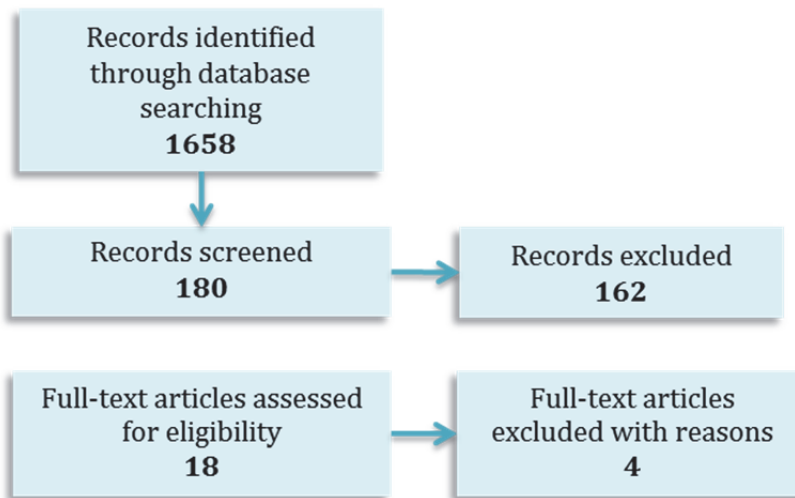 Records identified
through database
searching
1658
Records screened
180
Records excluded
162
Full-text articles assessed
for eligibility
18
Full-text articles
excluded with reasons
4